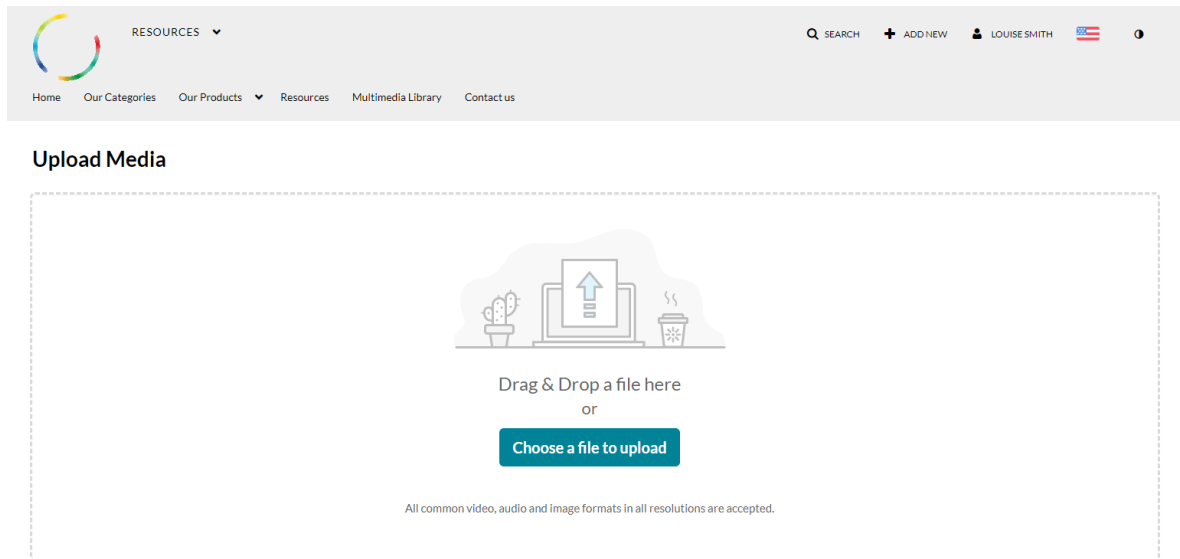 RESOURCES
SEARCH ADD NEW LOUISE SMITH
Home Our Categories Our Products Resources Multimedia Library Contact us
Upload Media
Drag & Drop a file here
or
Choose a file to upload
All common video, audio and image formats in all resolutions are accepted.